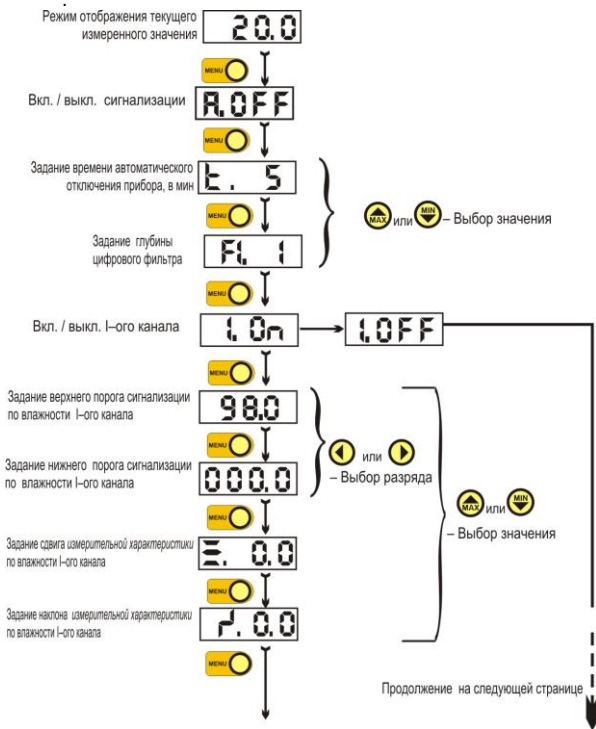 Режим отображения текущего
измеренного значения
20.0
MENU
Вкл. / выкл. сигнализации
A.OFF
MENU
Задание времени автоматического
отключения прибора, в мин
t. 5
MENU
Задание глубины
цифрового фильтра
FI. 1
MAX или MIN – Выбор значения
MENU
Вкл. / выкл. I–ого канала
1. On
1.OFF
MENU
Задание верхнего порога сигнализации
по влажности I–ого канала
98.0
MENU
Задание нижнего порога сигнализации
по влажности I–ого канала
000.0
или
– Выбор разряда
MAX или MIN
– Выбор значения
MENU
Задание сдвига измерительной характеристики
по влажности I–ого канала
0.0
MENU
Задание наклона измерительной характеристики
по влажности I–ого канала
0.0
MENU
Продолжение на следующей странице